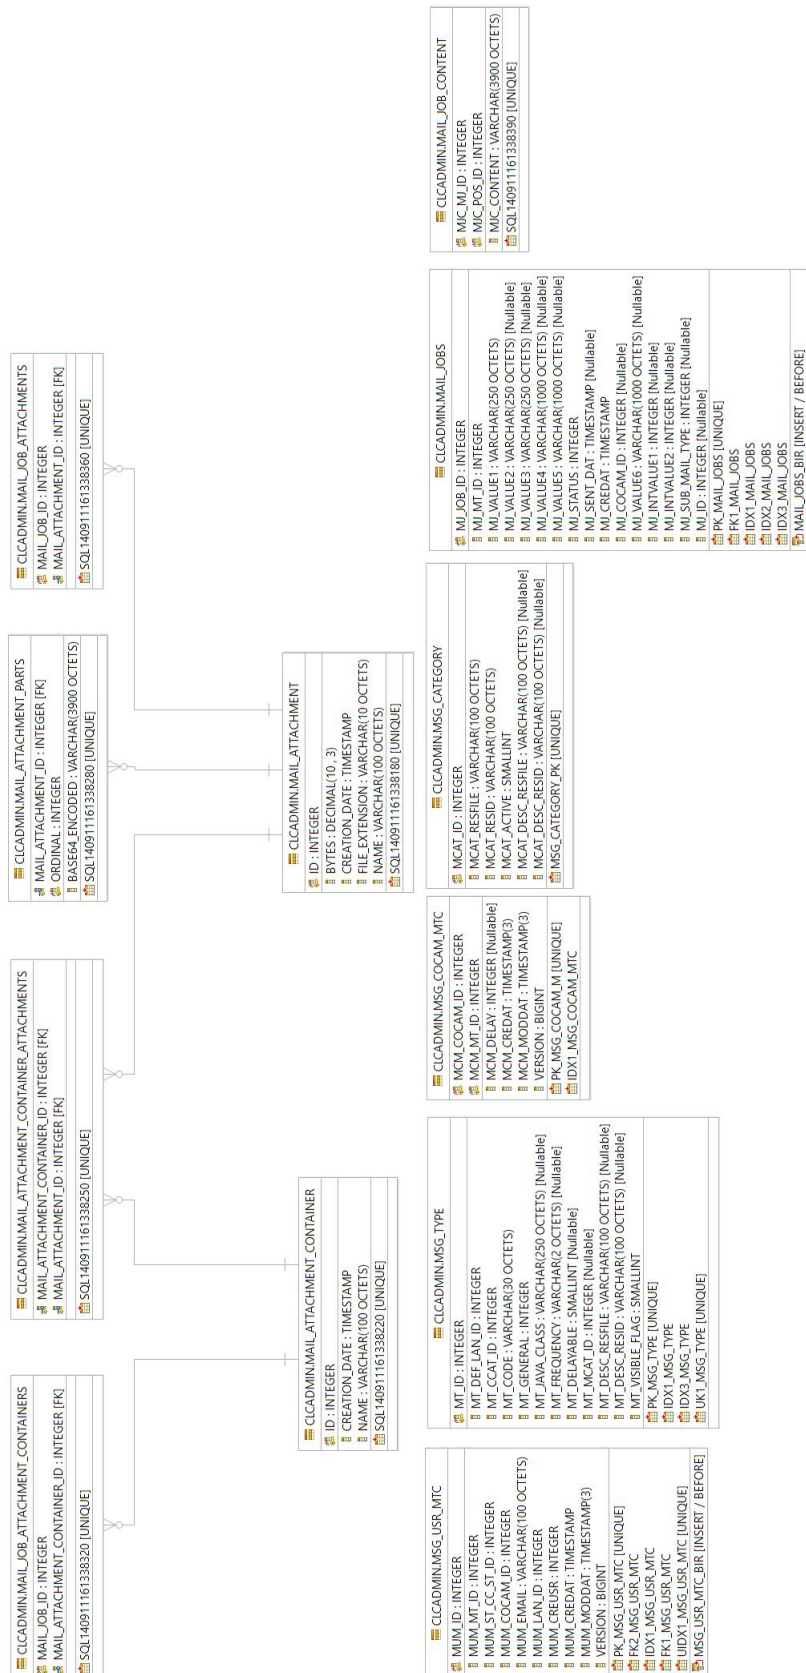 CLCADMIN.MAIL_JOB_ATTACHMENT_CONTAINERS
MAIL_JOB_ID : INTEGER
MAIL_ATTACHMENT_CONTAINER_ID : INTEGER [FK]
SQL140911161338320 [UNIQUE]
CLCADMIN.MAIL_ATTACHMENT_CONTAINER_ATTACHMENTS
MAIL_ATTACHMENT_CONTAINER_ID : INTEGER [FK]
MAIL_ATTACHMENT_ID : INTEGER [FK]
SQL140911161338250 [UNIQUE]
CLCADMIN.MAIL_ATTACHMENT_PARTS
MAIL_ATTACHMENT_ID : INTEGER [FK]
ORDINAL : INTEGER
BASE64_ENCODED : VARCHAR(3900 OCTETS)
SQL140911161338280 [UNIQUE]
CLCADMIN.MAIL_JOB_ATTACHMENTS
MAIL_JOB_ID : INTEGER
MAIL_ATTACHMENT_ID : INTEGER [FK]
SQL140911161338360 [UNIQUE]
CLCADMIN.MAIL_ATTACHMENT_CONTAINER
ID : INTEGER
CREATION_DATE : TIMESTAMP
NAME : VARCHAR(100 OCTETS)
SQL140911161338220 [UNIQUE]
CLCADMIN.MAIL_ATTACHMENT
ID : INTEGER
BYTES : DECIMAL(10 , 3)
CREATION_DATE : TIMESTAMP
FILE_EXTENSION : VARCHAR(10 OCTETS)
NAME : VARCHAR(100 OCTETS)
SQL140911161338180 [UNIQUE]
CLCADMIN.MSG_USR_MTC
MUM_ID : INTEGER
MUM_MT_ID : INTEGER
MUM_ST_CC_ST_ID : INTEGER
MUM_COCAM_ID : INTEGER
MUM_EMAIL : VARCHAR(100 OCTETS)
MUM_LAN_ID : INTEGER
MUM_CREUSR : INTEGER
MUM_CREDAT : TIMESTAMP
MUM_MODDAT : TIMESTAMP(3)
VERSION : BIGINT
PK_MSG_USR_MTC [UNIQUE]
FK2_MSG_USR_MTC
IDX1_MSG_USR_MTC
FK1_MSG_USR_MTC
UIDX1_MSG_USR_MTC [UNIQUE]
MSG_USR_MTC_BIR [INSERT / BEFORE]
CLCADMIN.MSG_TYPE
MT_ID : INTEGER
MT_DEF_LAN_ID : INTEGER
MT_CCAT_ID : INTEGER
MT_CODE : VARCHAR(30 OCTETS)
MT_GENERAL : INTEGER
MT_JAVA_CLASS : VARCHAR(250 OCTETS) [Nullable]
MT_FREQUENCY : VARCHAR(2 OCTETS) [Nullable]
MT_DELAYABLE : SMALLINT [Nullable]
MT_MCAT_ID : INTEGER [Nullable]
MT_DESC_RESFILE : VARCHAR(100 OCTETS) [Nullable]
MT_DESC_RESID : VARCHAR(100 OCTETS) [Nullable]
MT_VISIBLE_FLAG : SMALLINT
PK_MSG_TYPE [UNIQUE]
IDX1_MSG_TYPE
IDX3_MSG_TYPE
UK1_MSG_TYPE [UNIQUE]
CLCADMIN.MSG_COCAM_MTC
MCM_COCAM_ID : INTEGER
MCM_MT_ID : INTEGER
MCM_DELAY : INTEGER [Nullable]
MCM_CREDAT : TIMESTAMP(3)
MCM_MODDAT : TIMESTAMP(3)
VERSION : BIGINT
PK_MSG_COCAM_M [UNIQUE]
IDX1_MSG_COCAM_MTC
CLCADMIN.MSG_CATEGORY
MCAT_ID : INTEGER
MCAT_RESFILE : VARCHAR(100 OCTETS)
MCAT_RESID : VARCHAR(100 OCTETS)
MCAT_ACTIVE : SMALLINT
MCAT_DESC_RESFILE : VARCHAR(100 OCTETS) [Nullable]
MCAT_DESC_RESID : VARCHAR(100 OCTETS) [Nullable]
MSG_CATEGORY_PK [UNIQUE]
CLCADMIN.MAIL_JOBS
MJ_JOB_ID : INTEGER
MJ_MT_ID : INTEGER
MJ_VALUE1 : VARCHAR(250 OCTETS)
MJ_VALUE2 : VARCHAR(250 OCTETS) [Nullable]
MJ_VALUE3 : VARCHAR(250 OCTETS) [Nullable]
MJ_VALUE4 : VARCHAR(1000 OCTETS) [Nullable]
MJ_VALUE5 : VARCHAR(1000 OCTETS) [Nullable]
MJ_STATUS : INTEGER
MJ_SENT_DAT : TIMESTAMP [Nullable]
MJ_CREDAT : TIMESTAMP
MJ_COCAM_ID : INTEGER [Nullable]
MJ_VALUE6 : VARCHAR(1000 OCTETS) [Nullable]
MJ_INTVALUE1 : INTEGER [Nullable]
MJ_INTVALUE2 : INTEGER [Nullable]
MJ_SUB_MAIL_TYPE : INTEGER [Nullable]
MJ_ID : INTEGER [Nullable]
PK_MAIL_JOBS [UNIQUE]
FK1_MAIL_JOBS
IDX1_MAIL_JOBS
IDX2_MAIL_JOBS
IDX3_MAIL_JOBS
MAIL_JOBS_BIR [INSERT / BEFORE]
CLCADMIN.MAIL_JOB_CONTENT
MJC_MJ_ID : INTEGER
MJC_POS_ID : INTEGER
MJC_CONTENT : VARCHAR(3900 OCTETS)
SQL140911161338390 [UNIQUE]